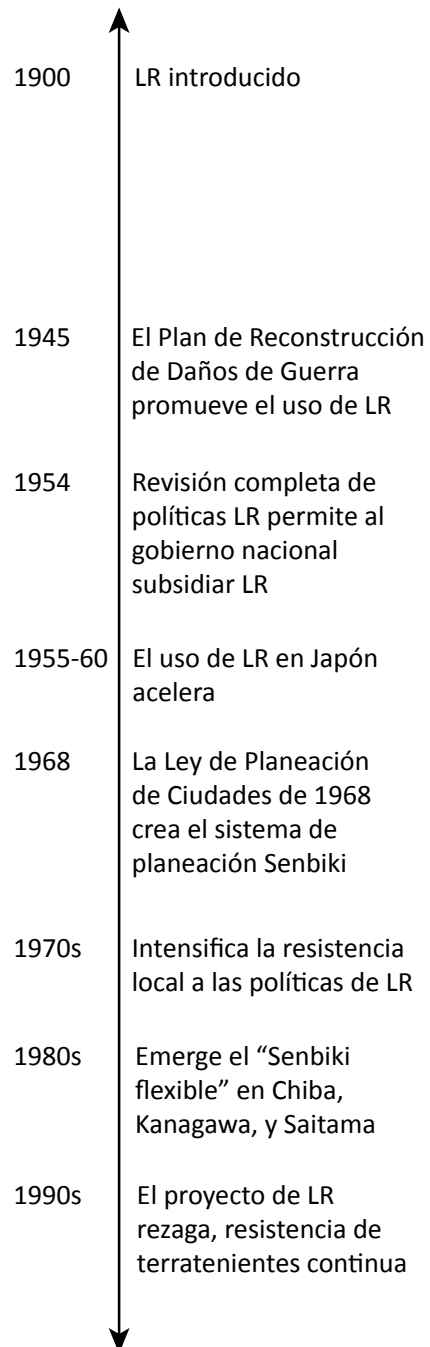 1900 LR introducido
1945 El Plan de Reconstrucción
de Daños de Guerra
promueve el uso de LR
1954 Revisión completa de
políticas LR permite al
gobierno nacional
subsidiar LR
1955-60 El uso de LR en Japón
acelera
1968 La Ley de Planeación
de Ciudades de 1968
crea el sistema de
planeación Senbiki
1970s Intensifica la resistencia
local a las políticas de LR
1980s Emerge el “Senbiki
flexible” en Chiba,
Kanagawa, y Saitama
1990s El proyecto de LR
rezaga, resistencia de
terratenientes continua